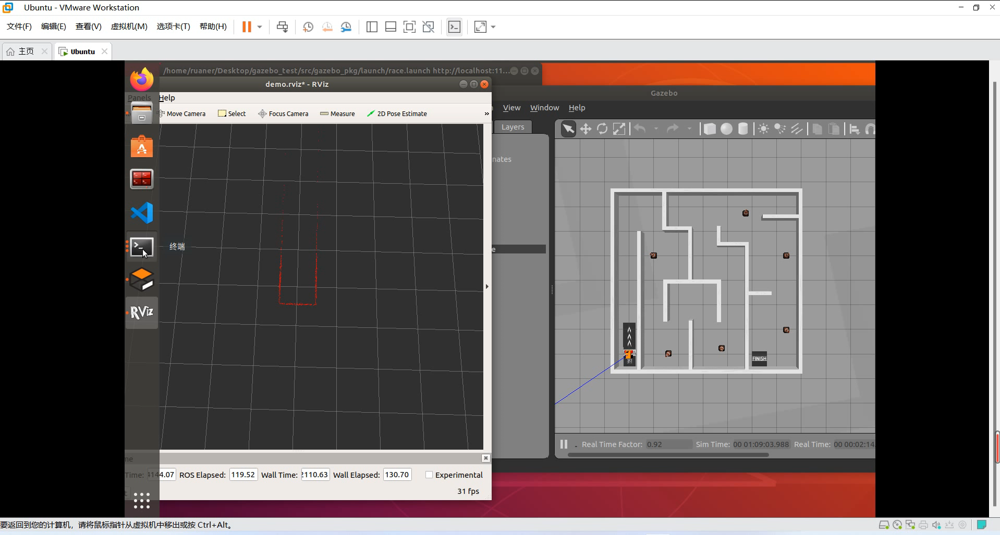 Ubuntu - VMware Workstation
文件(F) 编辑(E) 查看(V) 虚拟机(M) 选项卡(T) 帮助(H)
主页
Ubuntu
/home/ruaner/Desktop/gazebo_test/src/gazebo_pkg/launch/race.launch http://localhost:11...
demo.rviz* - RViz
Panels Help
Move Camera Select Focus Camera Measure 2D Pose Estimate »
Gazebo
View Window Help
Layers
nates
终端
RViz
FINISH
Real Time Factor: 0.92 Sim Time: 00 01:09:03.988 Real Time: 00 00:02:14
Time: 4144.07 ROS Elapsed: 119.52 Wall Time: 2110.63 Wall Elapsed: 130.70 Experimental
31 fps
要返回到您的计算机，请将鼠标指针从虚拟机中移出或按 Ctrl+Alt。